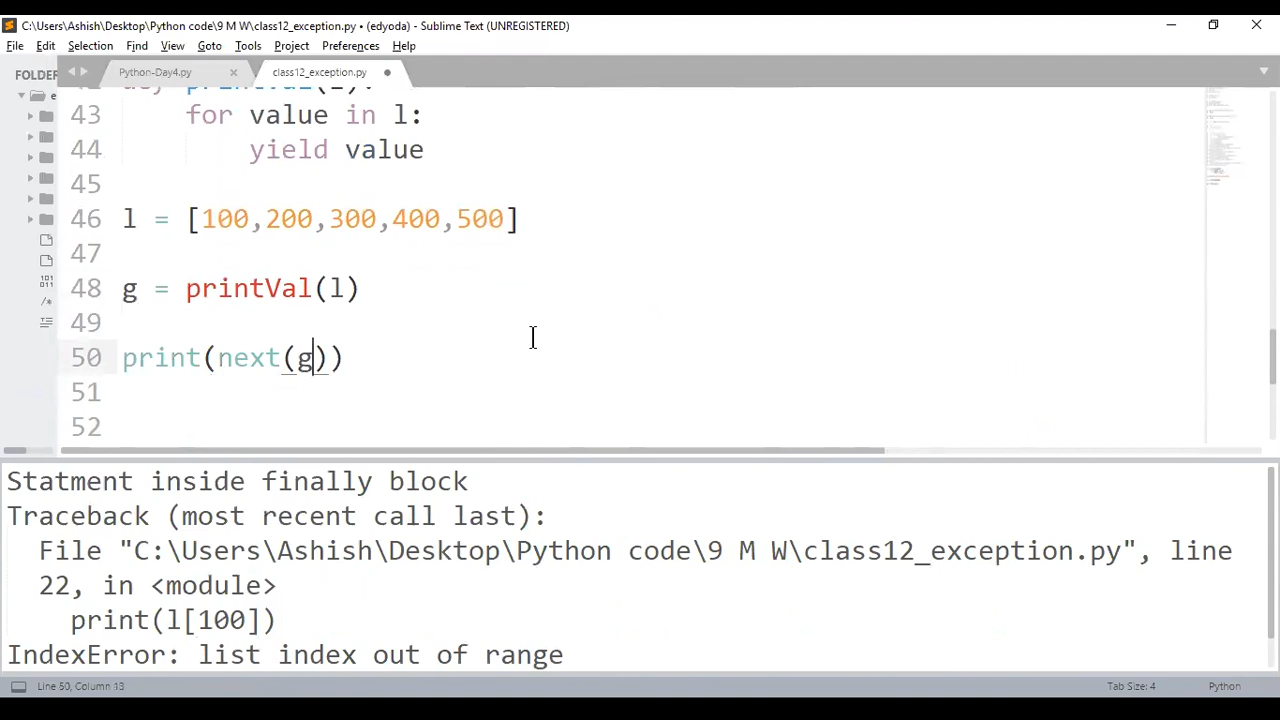 C:\Users\Ashish\Desktop\Python code\9 M W\class12_exception.py • (edyoda) - Sublime Text (UNREGISTERED)
File Edit Selection Find View Goto Tools Project Preferences Help
FOLDER Python-Day4.py class12_exception.py
e
43 for value in l:
44 yield value
45
46 l = [100,200,300,400,500]
47
48 g = printVal(l)
49
50 print(next(g))
51
52
Statment inside finally block
Traceback (most recent call last):
File "C:\Users\Ashish\Desktop\Python code\9 M W\class12_exception.py", line
22, in <module>
print(l[100])
IndexError: list index out of range
Line 50, Column 13 Tab Size: 4 Python